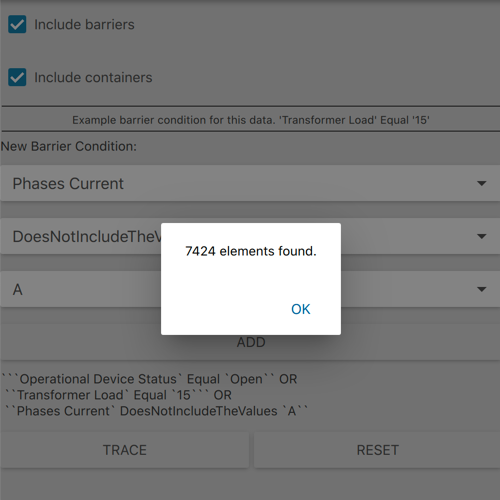 Include barriers
Include containers
Example barrier condition for this data. 'Transformer Load' Equal '15'
New Barrier Condition:
Phases Current
DoesNotIncludeTheV
7424 elements found.
A
OK
ADD
```Operational Device Status` Equal `Open`` OR
``Transformer Load` Equal `15``` OR
``Phases Current` DoesNotIncludeTheValues `A``
TRACE
RESET